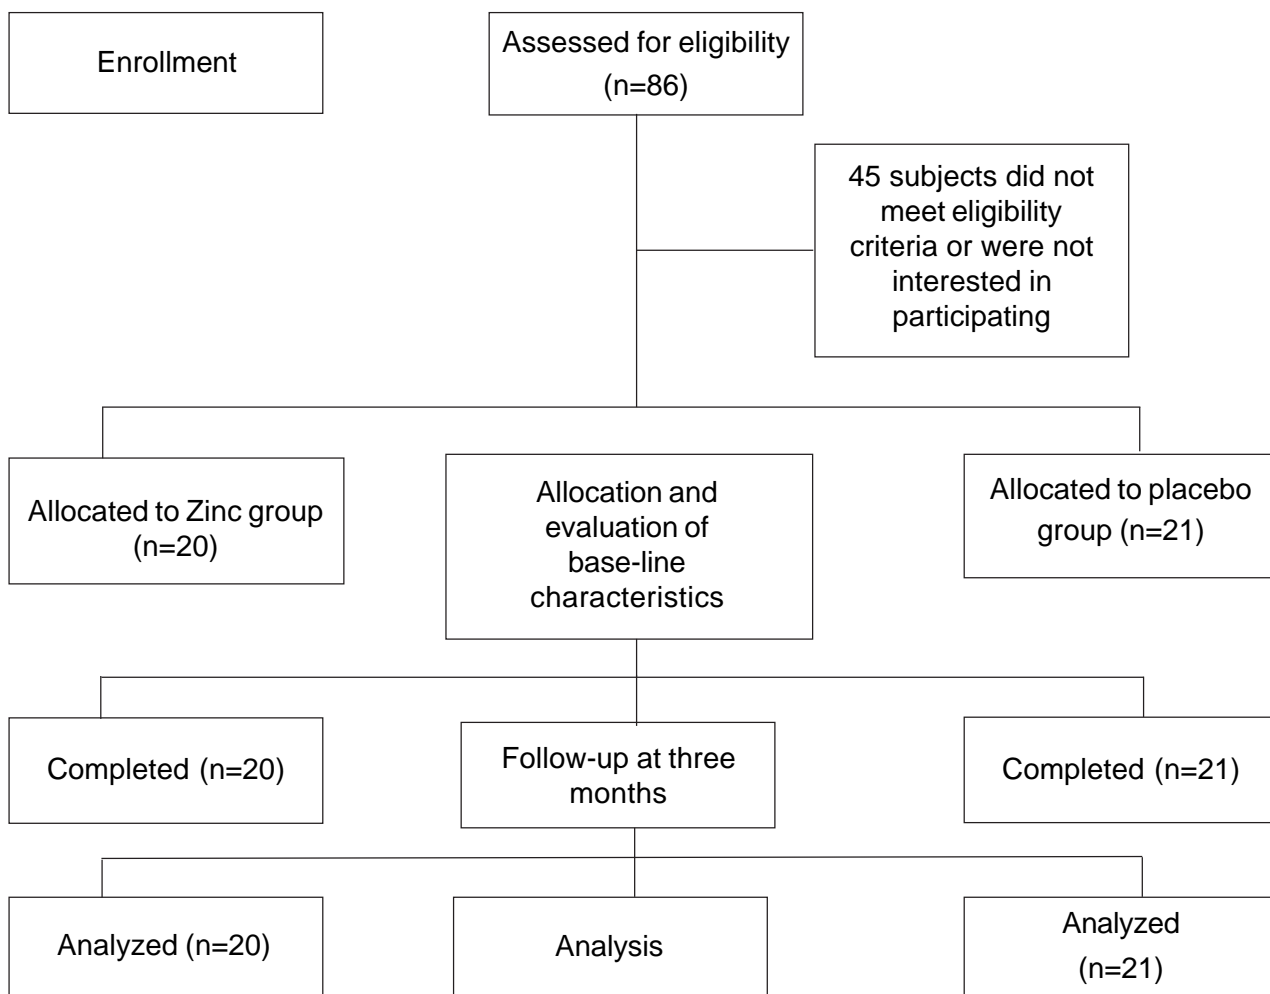 Enrollment
Assessed for eligibility
(n=86)
45 subjects did not
meet eligibility
criteria or were not
interested in
participating
Allocated to Zinc group
(n=20)
Allocation and
evaluation of
base-line
characteristics
Allocated to placebo
group (n=21)
Completed (n=20)
Follow-up at three
months
Completed (n=21)
Analyzed (n=20)
Analysis
Analyzed
(n=21)